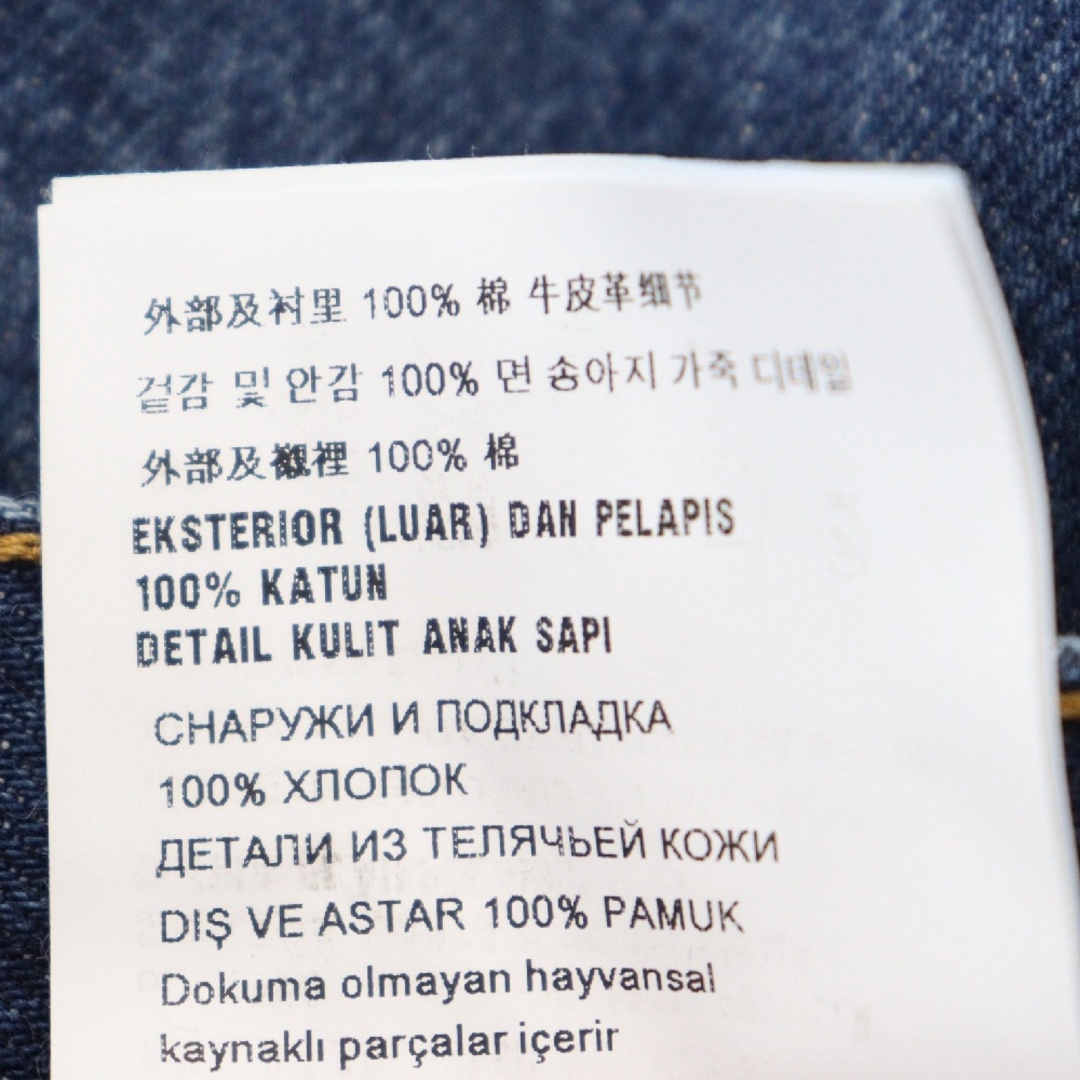 外部及衬里 100% 棉 牛皮革细节
겉감 및 안감 100% 면 송아지 가죽 디테일
外部及襯裡 100% 棉
EKSTERIOR (LUAR) DAN PELAPIS
100% KATUN
DETAIL KULIT ANAK SAPI
СНАРУЖИ И ПОДКЛАДКА
100% ХЛОПОК
ДЕТАЛИ ИЗ ТЕЛЯЧЬЕЙ КОЖИ
DIŞ VE ASTAR 100% PAMUK
Dokuma olmayan hayvansal
kaynaklı parçalar içerir